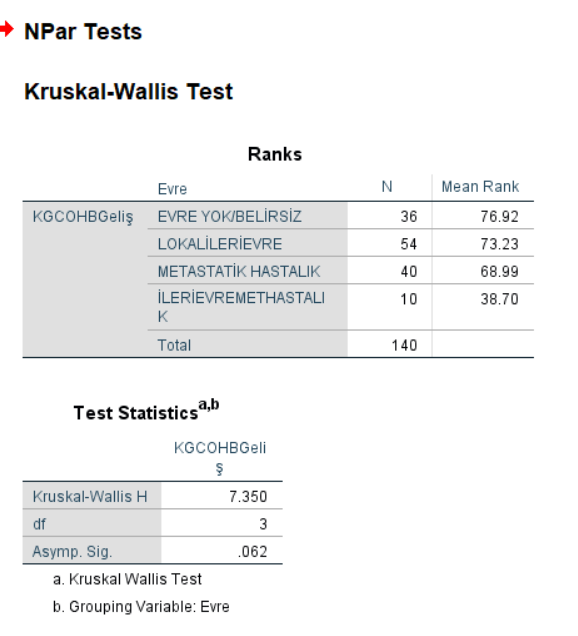 NPar Tests
Kruskal-Wallis Test
Ranks
Evre N Mean Rank
KGCOHBGeliş EVRE YOK/BELİRSİZ 36 76.92
LOKALİLERİEVRE 54 73.23
METASTATİK HASTALIK 40 68.99
İLERİEVREMETHASTALI 10 38.70
K
Total 140
Test Statistics a,b
KGCOHBGeli
ş
Kruskal-Wallis H 7.350
df 3
Asymp. Sig. .062
a. Kruskal Wallis Test
b. Grouping Variable: Evre